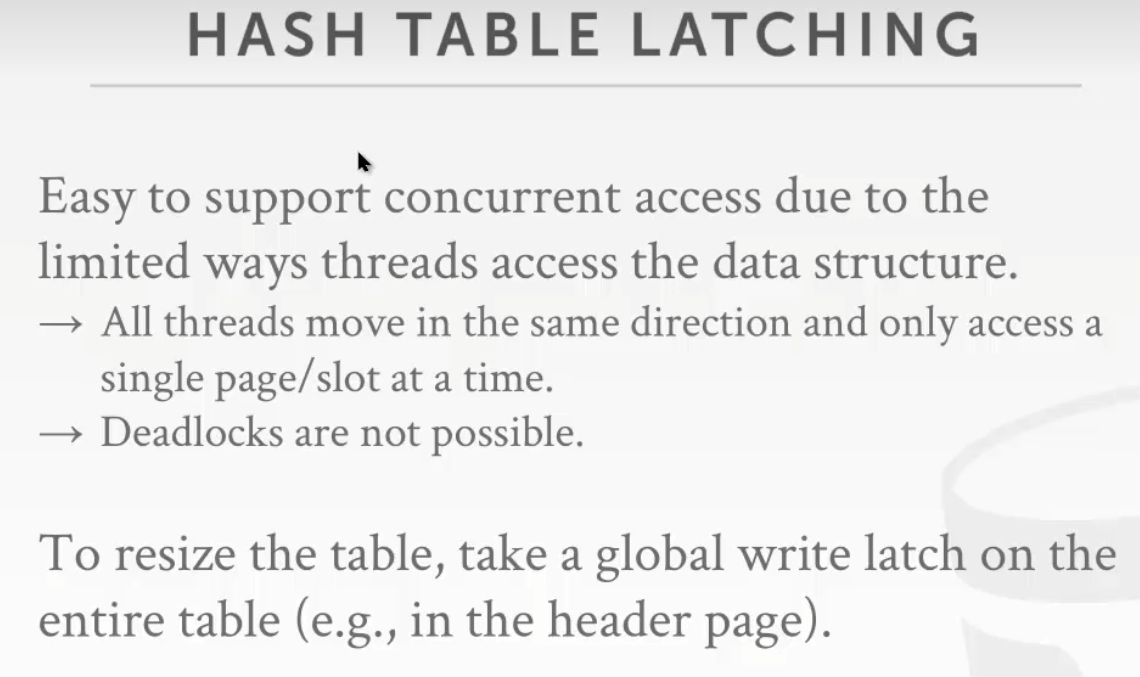 HASH TABLE LATCHING
Easy to support concurrent access due to the
limited ways threads access the data structure.
→ All threads move in the same direction and only access a
single page/slot at a time.
→ Deadlocks are not possible.
To resize the table, take a global write latch on the
entire table (e.g., in the header page).